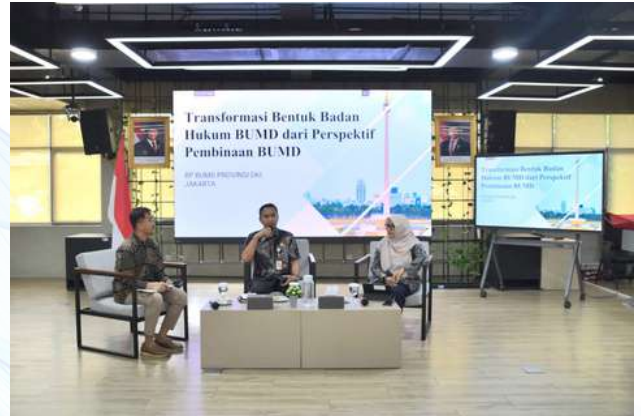 Transformasi Bentuk Badan
Hukum BUMD dari Perspektif
Pembinaan BUMD
BP BUMD PROVINSI DKI
JAKARTA
Transformasi Bentuk Badan
Hukum BUMD dari Perspektif
Pembinaan BUMD